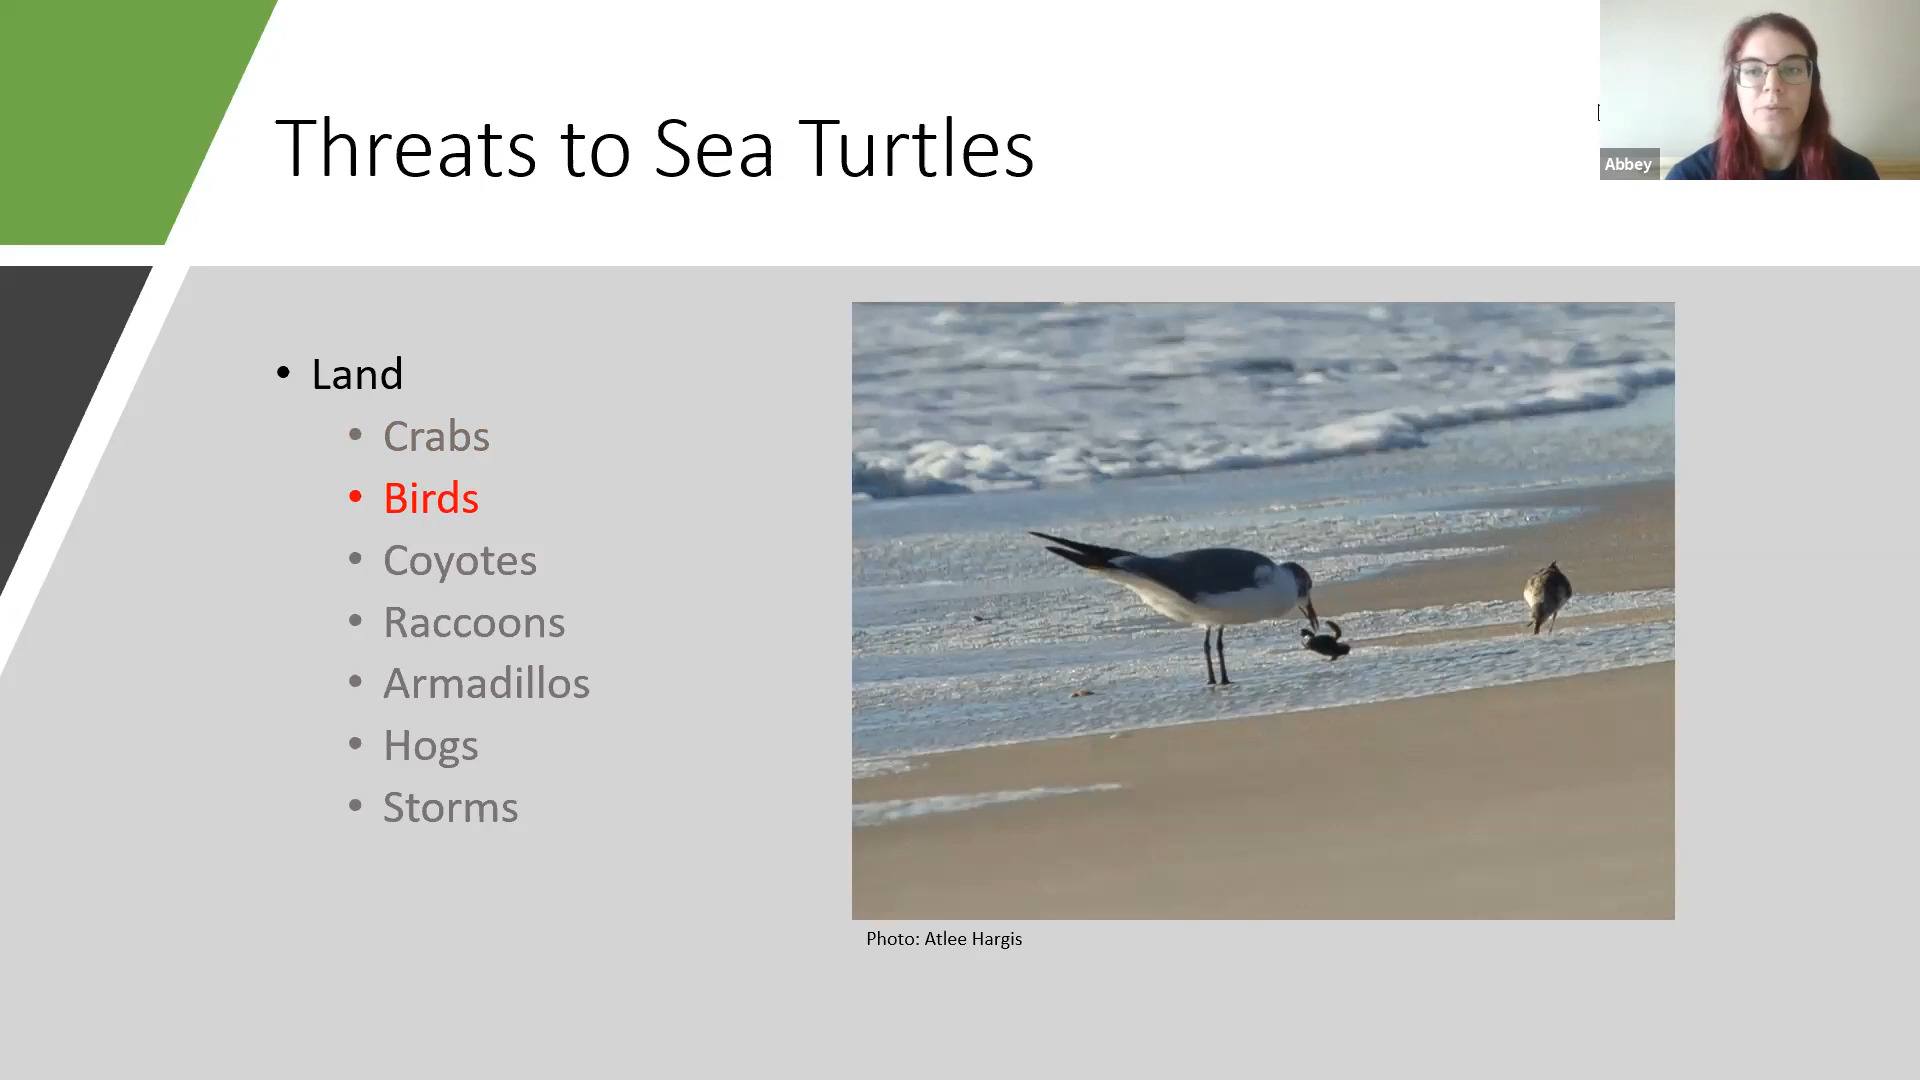 Threats to Sea Turtles
Abbey
• Land
• Crabs
• Birds
• Coyotes
• Raccoons
• Armadillos
• Hogs
• Storms
Photo: Atlee Hargis